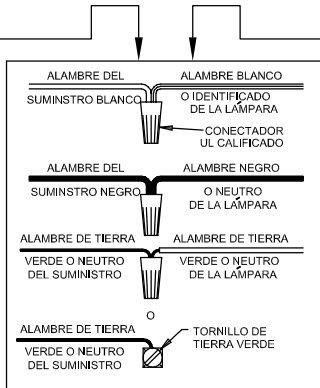 ALAMBRE DEL ALAMBRE BLANCO
SUMINSTRO BLANCO O IDENTIFICADO
DE LA LÁMPARA
CONECTADOR
UL CALIFICADO
ALAMBRE DEL ALAMBRE NEGRO
SUMINSTRO NEGRO O NEUTRO
DE LA LÁMPARA
ALAMBRE DE TIERRA ALAMBRE DE TIERRA
VERDE O NEUTRO VERDE O NEUTRO
DEL SUMINISTRO DE LA LÁMPARA
O
ALAMBRE DE TIERRA TORNILLO DE
TIERRA VERDE
VERDE O NEUTRO
DEL SUMINISTRO